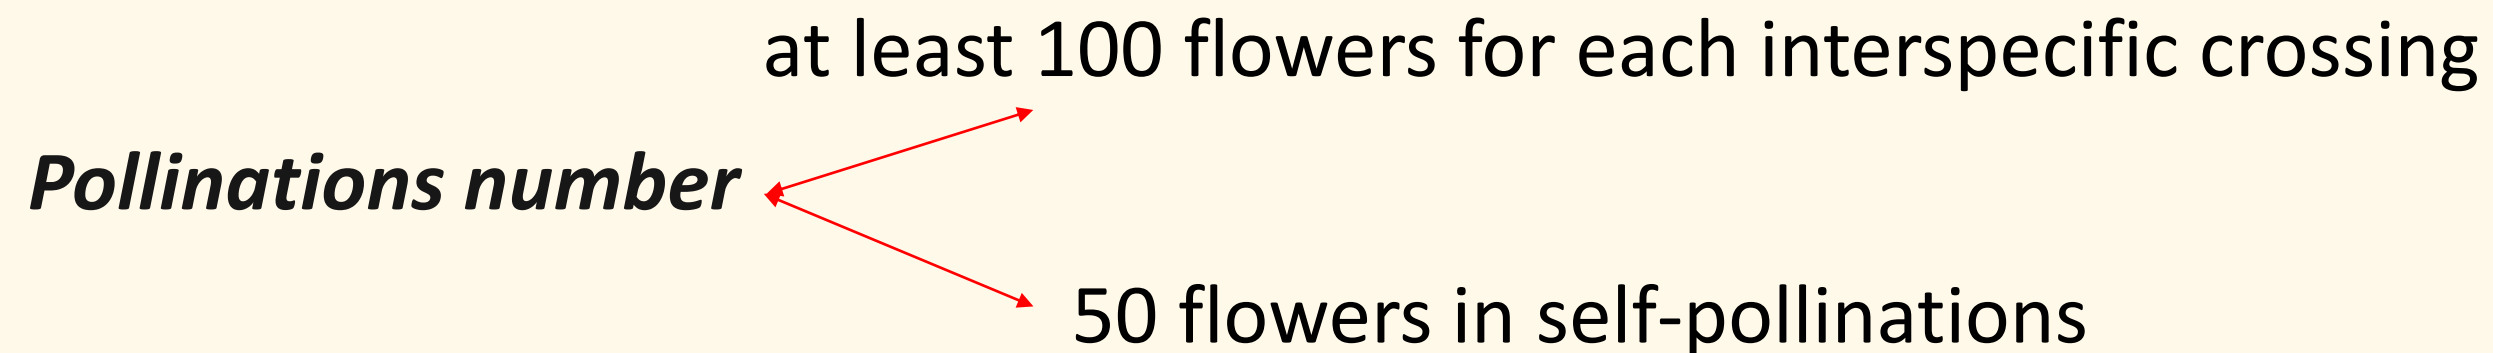 at least 100 flowers for each interspecific crossing
Pollinations number
50 flowers in self-pollinations